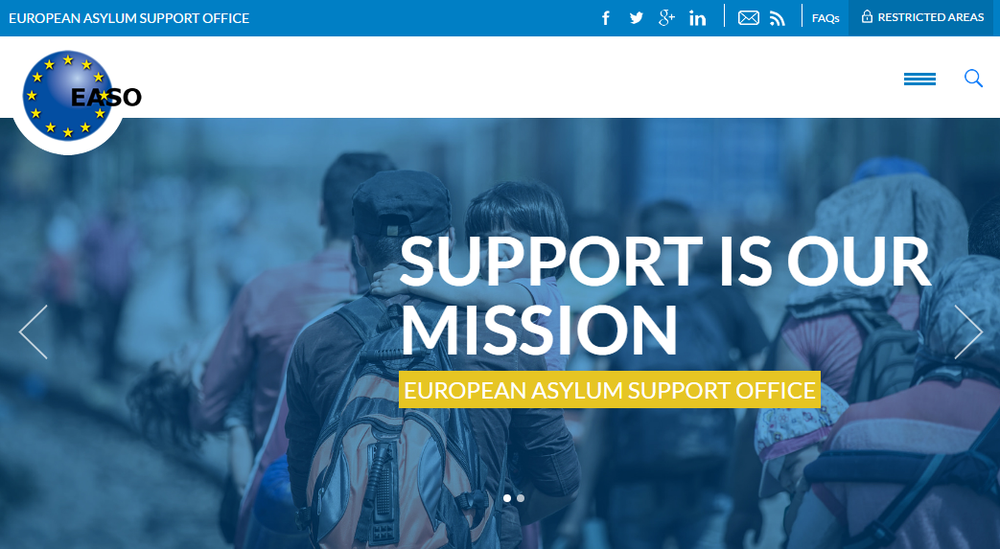 EUROPEAN ASYLUM SUPPORT OFFICE
FAQs
RESTRICTED AREAS
EASO
SUPPORT IS OUR
MISSION
EUROPEAN ASYLUM SUPPORT OFFICE